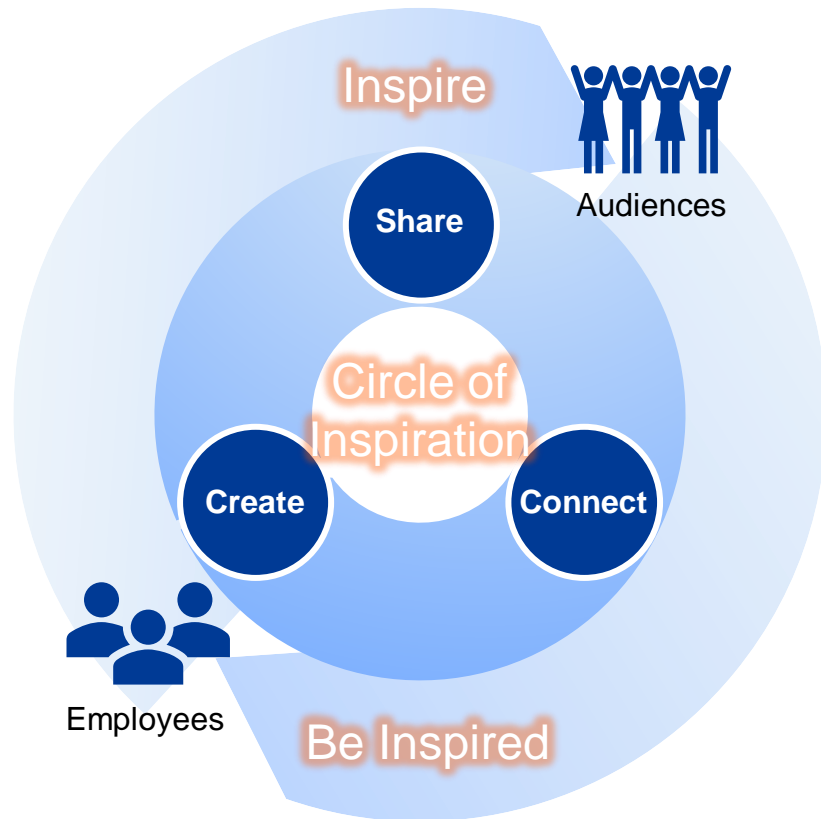 Inspire
Audiences
Share
Circle of
Inspiration
Create
Connect
Employees
Be Inspired